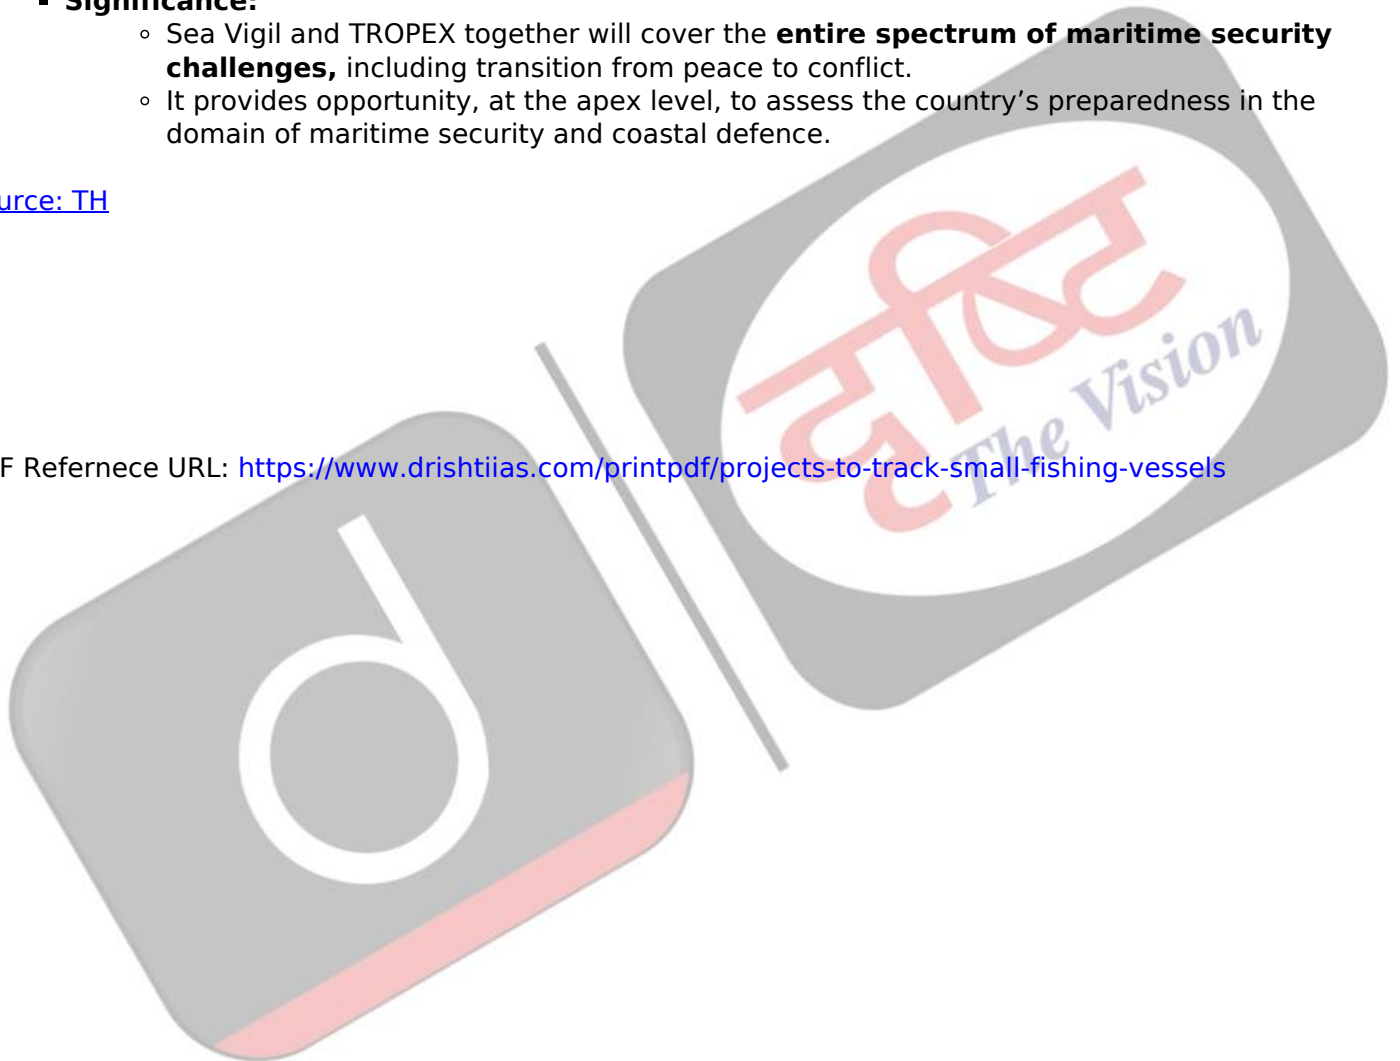 Significance:
Sea Vigil and TROPEX together will cover the entire spectrum of maritime security
challenges, including transition from peace to conflict.
It provides opportunity, at the apex level, to assess the country’s preparedness in the
domain of maritime security and coastal defence.
urce: TH
F Refernece URL: https://www.drishtiias.com/printpdf/projects-to-track-small-fishing-vessels
दृष्टि
The Vision
d